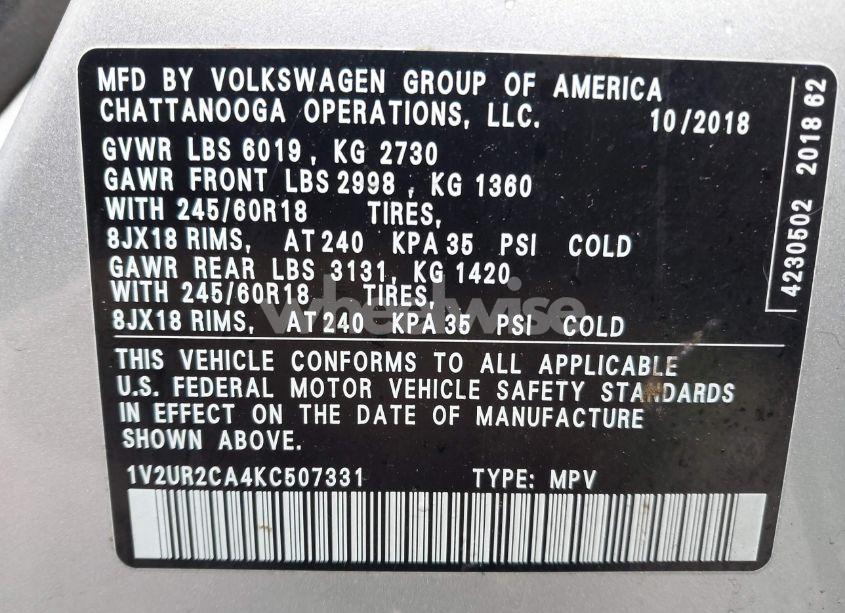 MFD BY VOLKSWAGEN GROUP OF AMERICA
CHATTANOOGA OPERATIONS, LLC. 10/2018
GVWR LBS 6019, KG 2730
GAWR FRONT LBS 2998, KG 1360
WITH 245/60R18 TIRES,
8JX18 RIMS, AT 240 KPA 35 PSI COLD
GAWR REAR LBS 3131, KG 1420
WITH 245/60R18 TIRES,
8JX18 RIMS, AT 240 KPA 35 PSI COLD
THIS VEHICLE CONFORMS TO ALL APPLICABLE
U.S. FEDERAL MOTOR VEHICLE SAFETY STANDARDS
IN EFFECT ON THE DATE OF MANUFACTURE
SHOWN ABOVE.
1V2UR2CA4KC507331 TYPE: MPV
4230502 2018 62
wheelwise